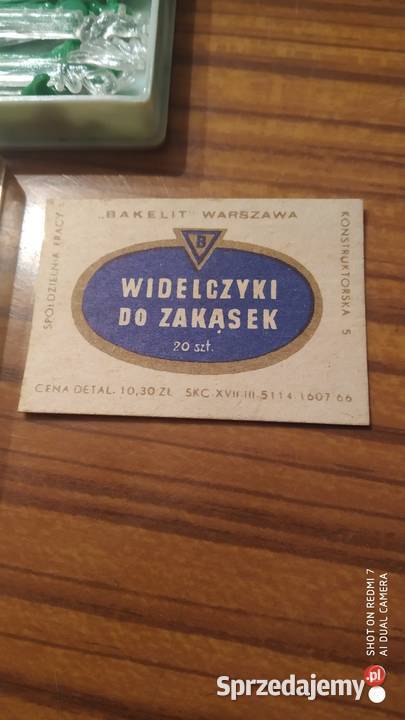 „BAKELIT" WARSZAWA
SPÓŁDZIELNIA PRACY
KONSTRUKTORSKA 5
B
WIDELCZYKI
DO ZAKĄSEK
20 szt.
CENA DETAL. 10,30 ZŁ SKC-XVII-III-5114-1607 66
SHOT ON REDMI 7
AI DUAL CAMERA
Sprzedajemy.pl